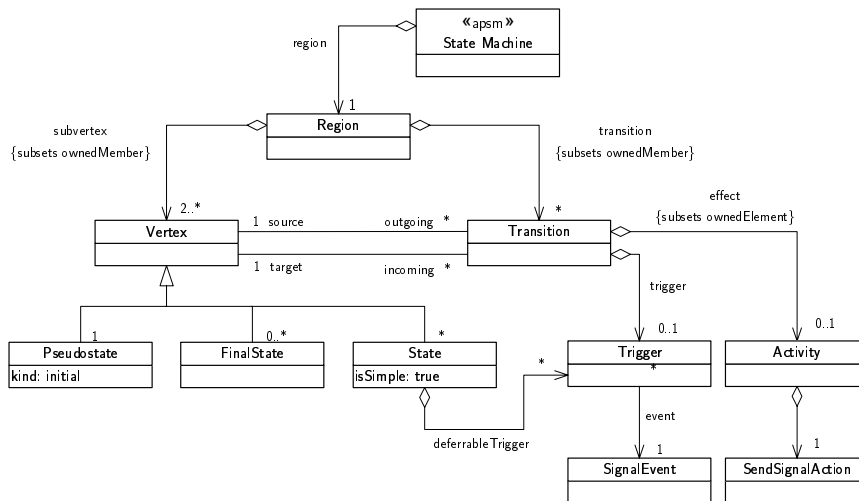 «apsm»
State Machine
region
1
Region
subvertex
{subsets ownedMember}
transition
{subsets ownedMember}
effect
{subsets ownedElement}
2..*
*
1 source
outgoing *
Vertex
Transition
1 target
incoming *
trigger
1
0..*
*
0..1
0..1
Pseudostate
kind: initial
FinalState
State
isSimple: true
*
Trigger
*
Activity
deferrableTrigger
event
1
1
SignalEvent
SendSignalAction